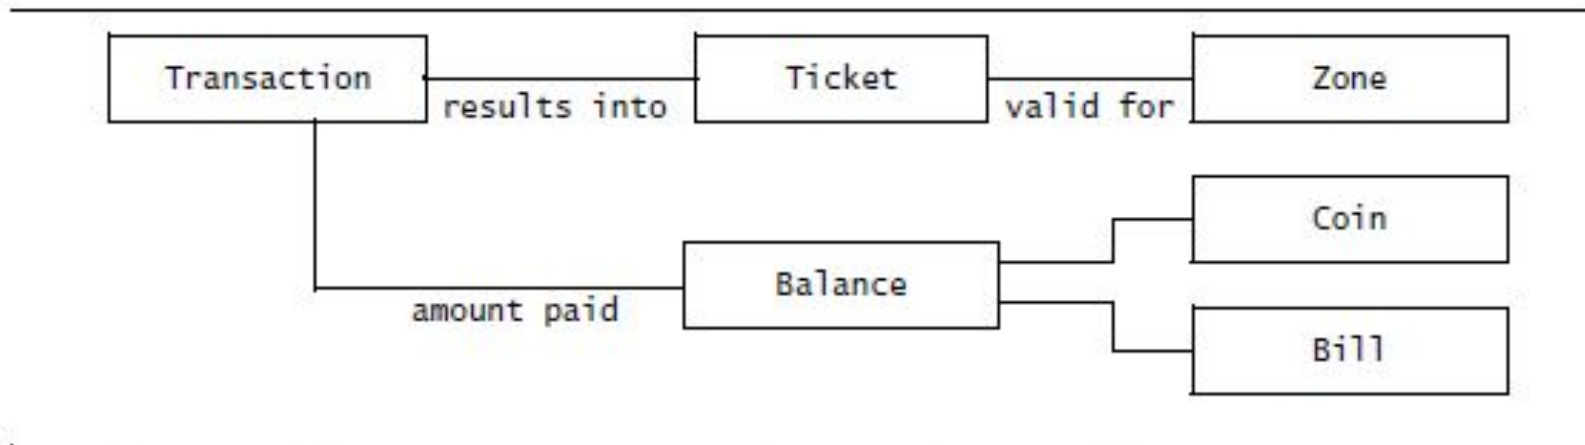 Transaction
Ticket
Zone
results into
valid for
Coin
Balance
amount paid
Bill